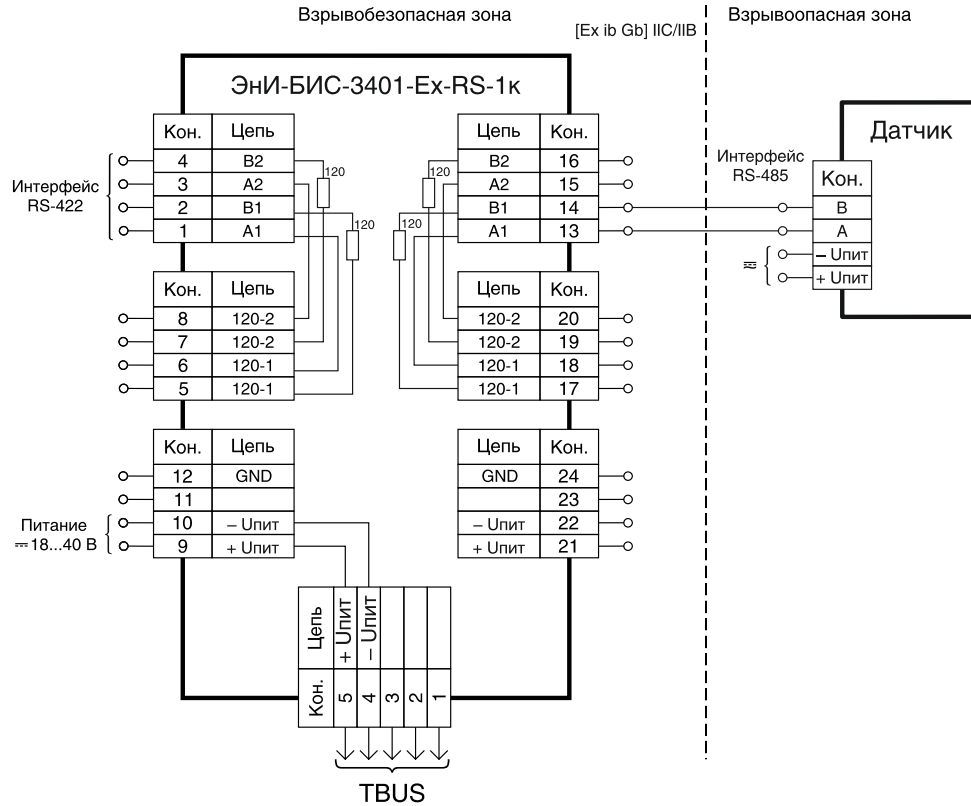 Взрывобезопасная зона
Взрывоопасная зона
[Ex ib Gb] IIC/IIB
ЭнИ-БИС-3401-Ex-RS-1к
Кон. Цепь
4 B2
3 A2
2 B1
1 A1
Интерфейс
RS-422
120
120
Кон. Цепь
8 120-2
7 120-2
6 120-1
5 120-1
Кон. Цепь
12 GND
11
10 – Uпит
9 + Uпит
Питание
18...40 В
Цепь Кон.
B2 16
A2 15
B1 14
A1 13
120
120
Цепь Кон.
120-2 20
120-2 19
120-1 18
120-1 17
Цепь Кон.
GND 24
23
– Uпит 22
+ Uпит 21
Интерфейс
RS-485
Датчик
Кон.
B
A
– Uпит
+ Uпит
Цепь + Uпит – Uпит
Кон. 5 4 3 2 1
TBUS